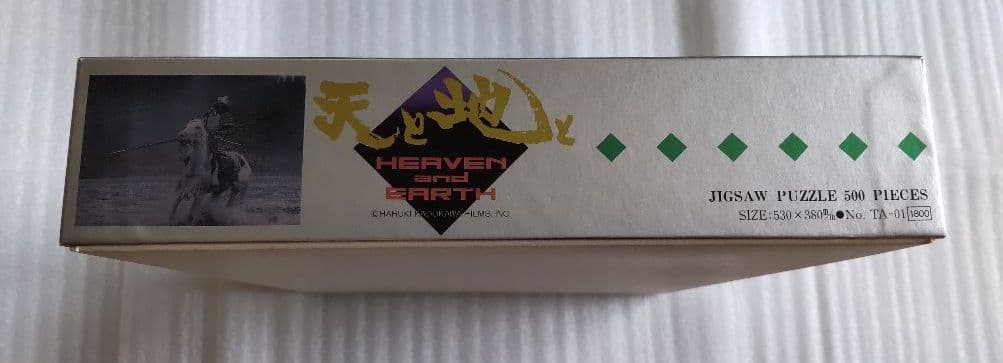 天と地と
HEAVEN
and
EARTH
©HARUKI KADOKAWA FILMS, INC.
JIGSAW PUZZLE 500 PIECES
SIZE:530×380㎜●No. TA-01 1800